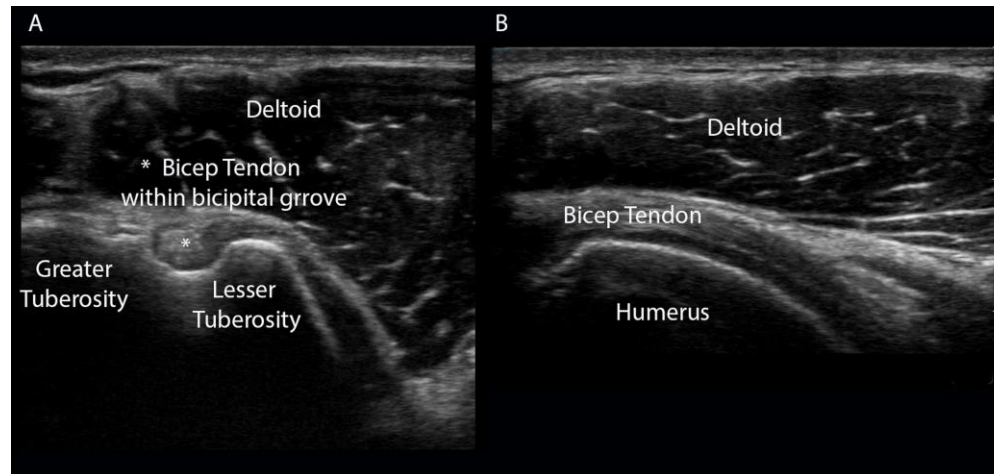 A
Deltoid
* Bicep Tendon
within bicipital grrove
*
Greater
Tuberosity
Lesser
Tuberosity
B
Deltoid
Bicep Tendon
Humerus